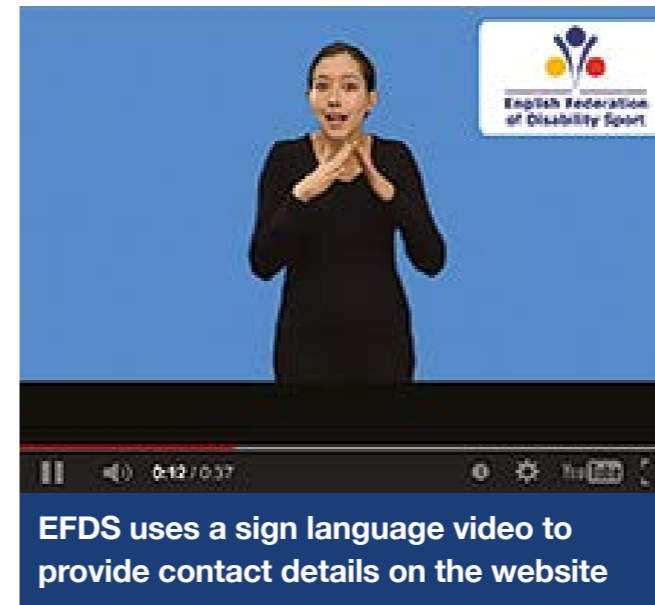 English Federation
of Disability Sport
0:12 / 0:37
YouTube
EFDS uses a sign language video to
provide contact details on the website